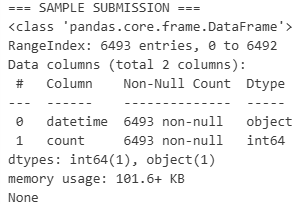 === SAMPLE SUBMISSION ===
<class 'pandas.core.frame.DataFrame'>
RangeIndex: 6493 entries, 0 to 6492
Data columns (total 2 columns):
 #   Column    Non-Null Count  Dtype
---  ------    --------------  -----
 0   datetime  6493 non-null   object
 1   count     6493 non-null   int64
dtypes: int64(1), object(1)
memory usage: 101.6+ KB
None